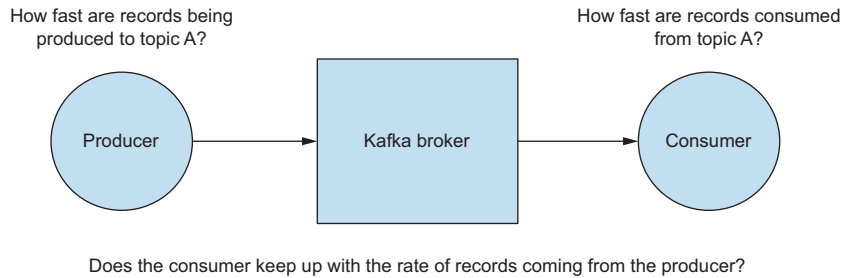 How fast are records being
produced to topic A?
How fast are records consumed
from topic A?
Producer
Kafka broker
Consumer
Does the consumer keep up with the rate of records coming from the producer?